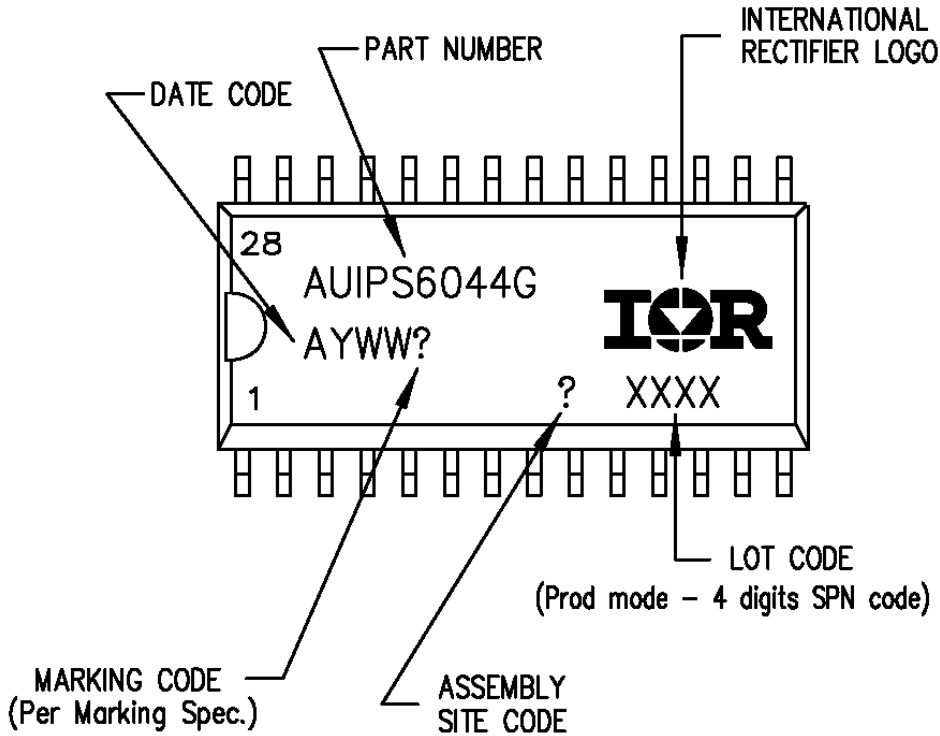 INTERNATIONAL
RECTIFIER LOGO
PART NUMBER
DATE CODE
28
AUIPS6044G
IOR
AYWW?
1
? XXXX
LOT CODE
(Prod mode - 4 digits SPN code)
MARKING CODE
(Per Marking Spec.)
ASSEMBLY
SITE CODE